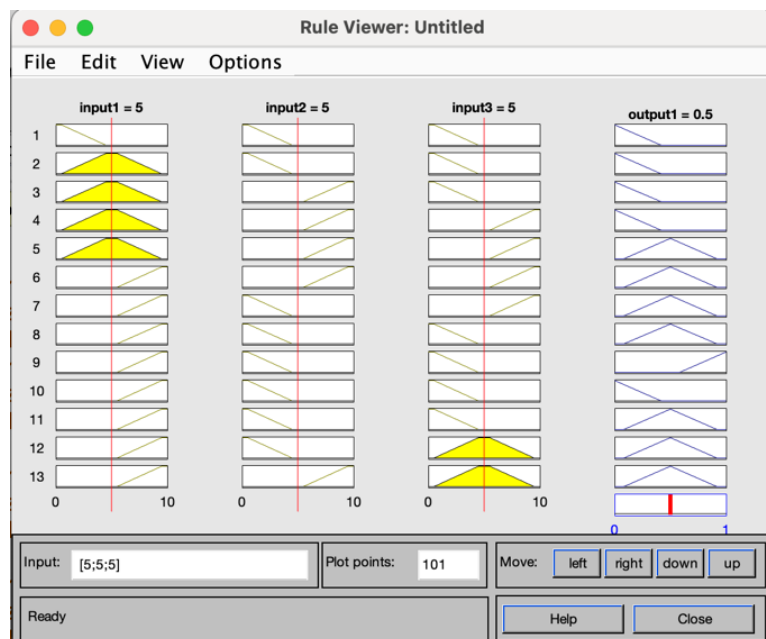 Rule Viewer: Untitled
File Edit View Options
input1 = 5 input2 = 5 input3 = 5 output1 = 0.5
1
2
3
4
5
6
7
8
9
10
11
12
13
0 10 0 10 0 10
0 1
Input: [5;5;5] Plot points: 101 Move: left right down up
Ready Help Close